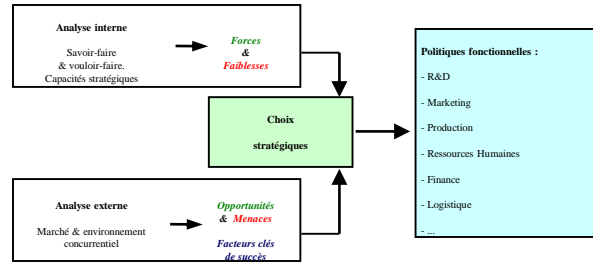 Analyse interne
Savoir-faire
& vouloir-faire.
Capacités stratégiques
Forces
&
Faiblesses
Choix
stratégiques
Analyse externe
Marché & environnement
concurrentiel
Opportunités
& Menaces
Facteurs clés
de succès
Politiques fonctionnelles :
- R&D
- Marketing
- Production
- Ressources Humaines
- Finance
- Logistique
- ...